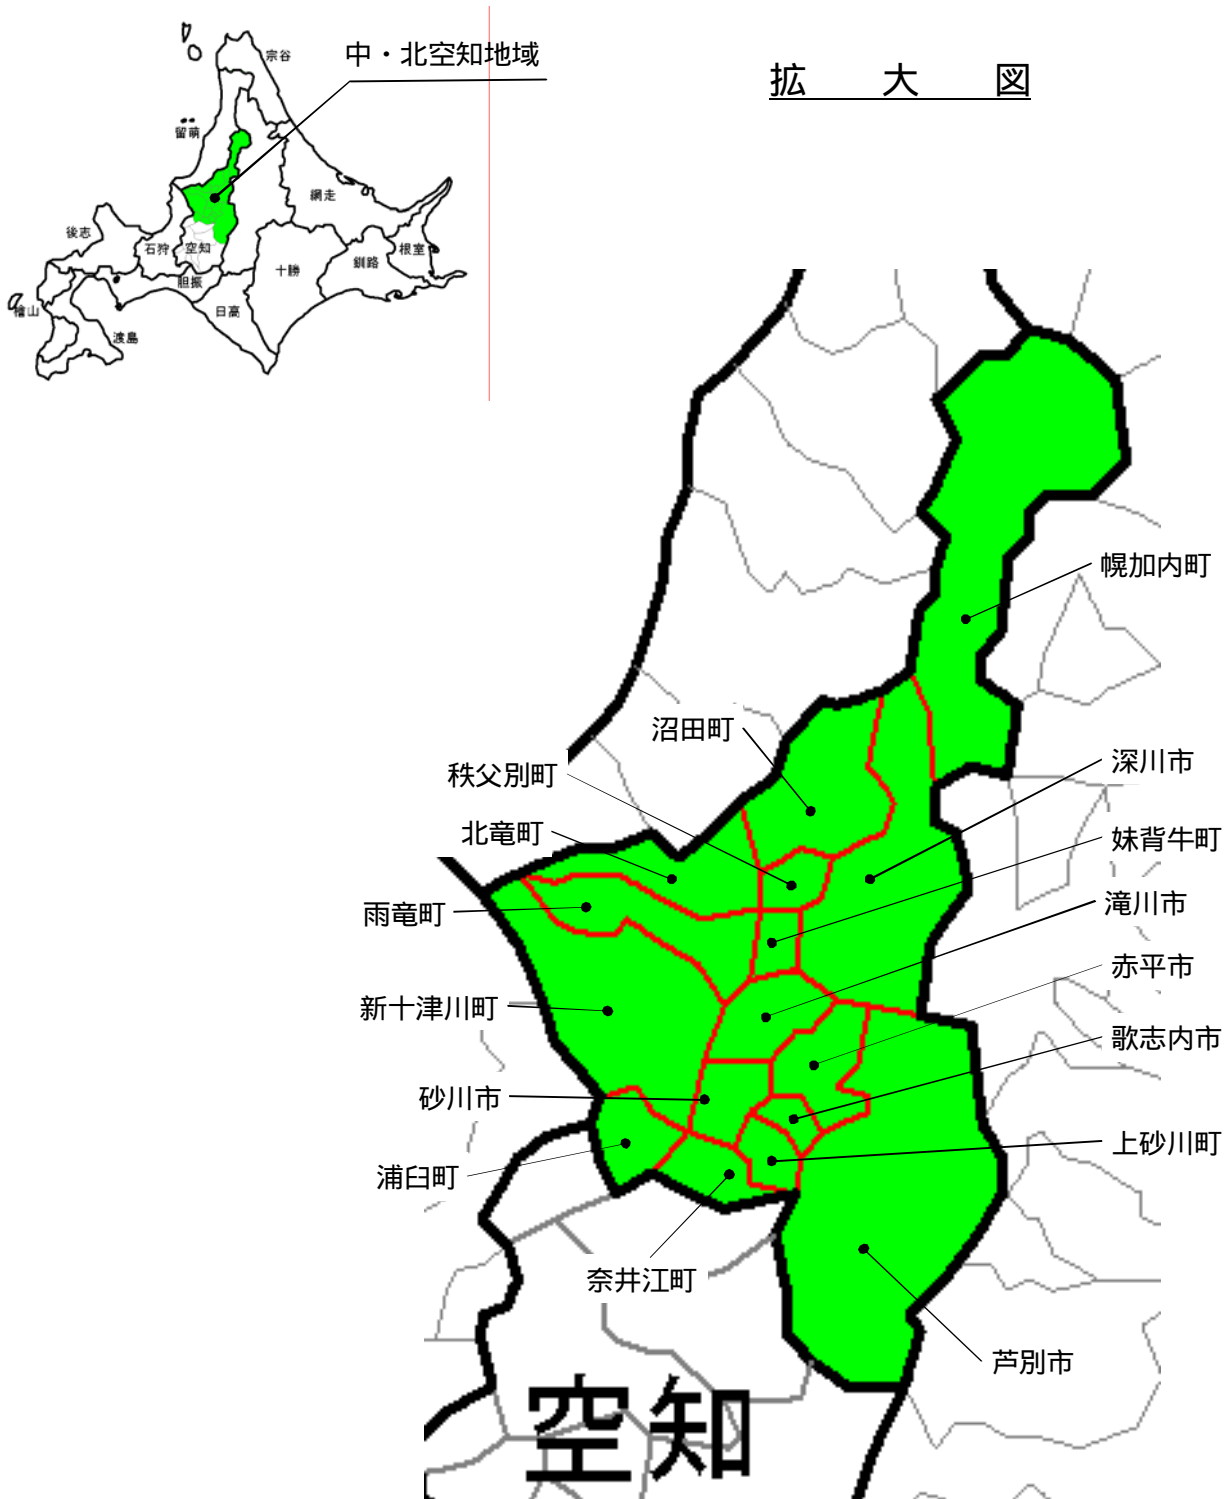 中・北空知地域
拡　大　図
宗谷
留萌
網走
後志
石狩
空知
十勝
釧路
根室
胆振
日高
檜山
渡島
幌加内町
沼田町
深川市
秩父別町
北竜町
妹背牛町
雨竜町
滝川市
赤平市
新十津川町
歌志内市
砂川市
上砂川町
浦臼町
奈井江町
芦別市
空知